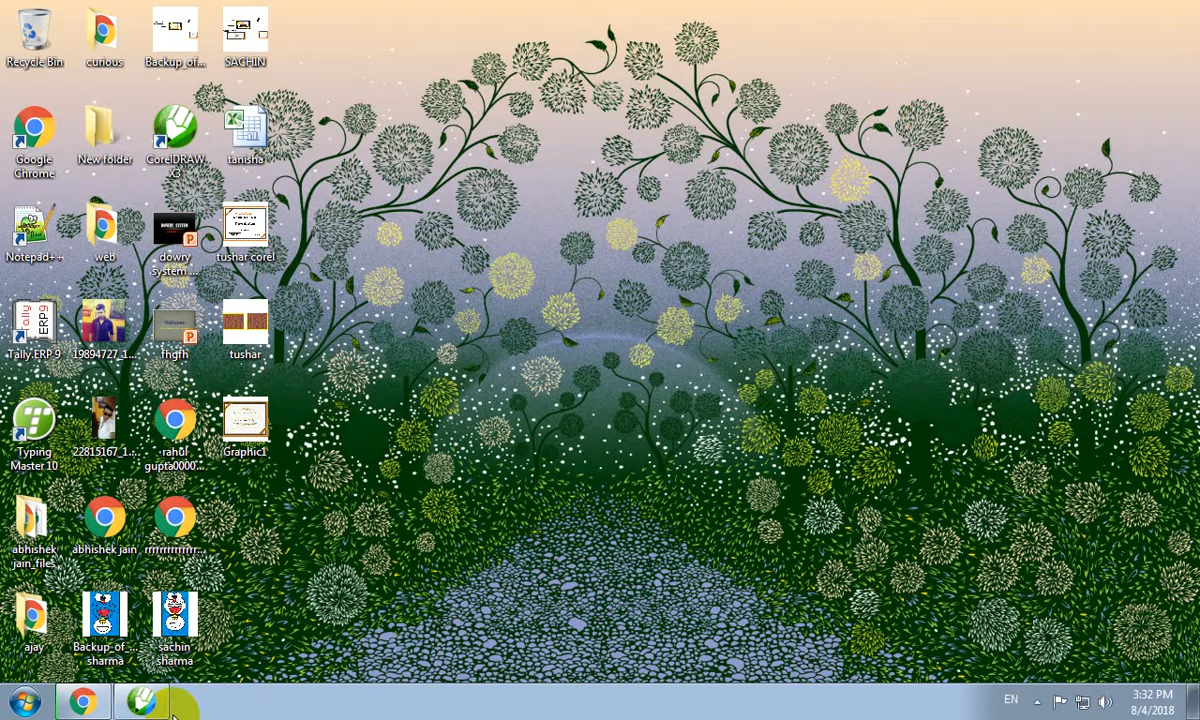 Recycle Bin
curious
Backup_of_...
SACHIN
Google
Chrome
New folder
CorelDRAW
X3
tanisha
Notepad++
web
dowry
system ...
tushar corel
Tally.ERP 9
19894727_1...
fhgfh
tushar
Typing
Master 10
22815167_1...
rahul
gupta0000...
Graphic1
abhishek
jain_files
abhishek jain
rrrrrrrrrrrrrr...
ajay
Backup_of_...
sharma
sachin
sharma
EN
3:32 PM
8/4/2018